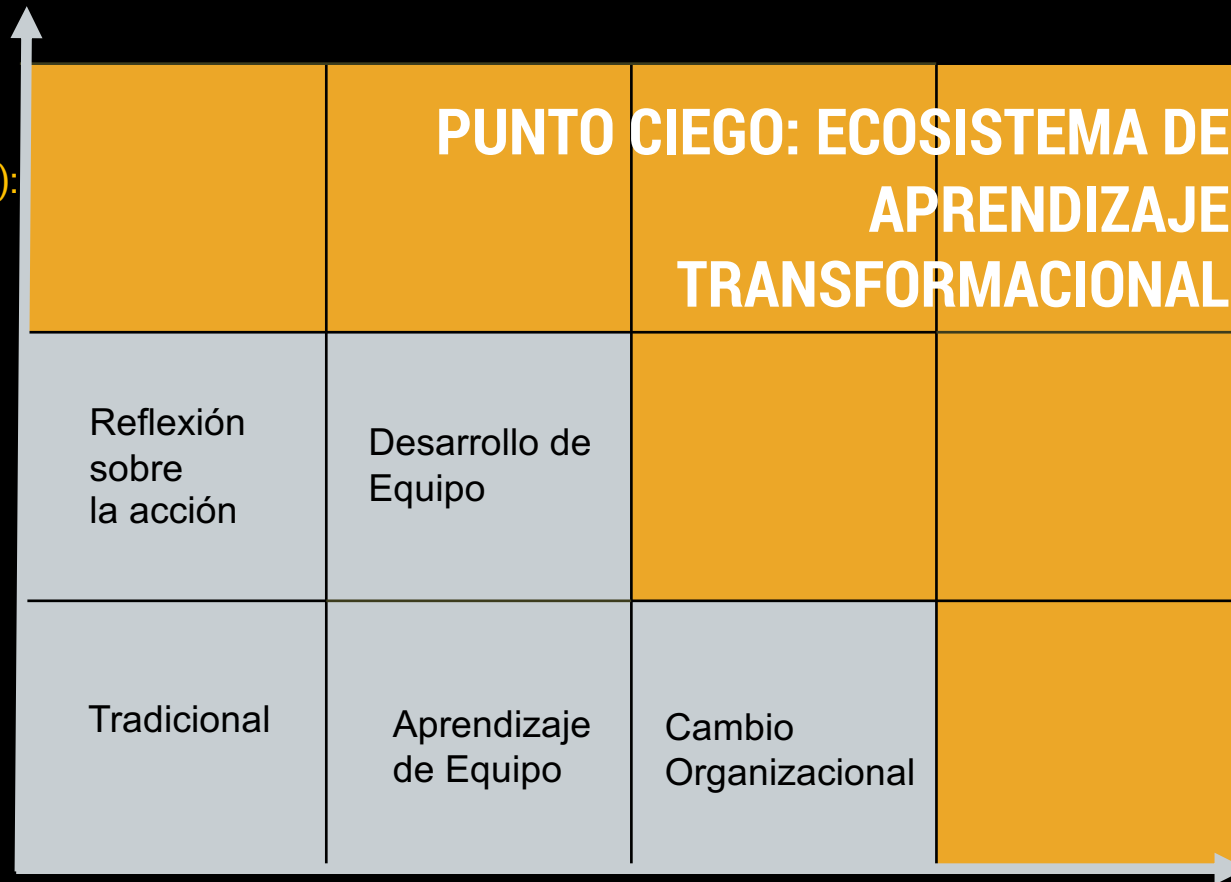 PUNTO CIEGO: ECOSISTEMA DE
APRENDIZAJE
TRANSFORMACIONAL
):
Reflexión
sobre
la acción
Desarrollo de
Equipo
Tradicional
Aprendizaje
de Equipo
Cambio
Organizacional